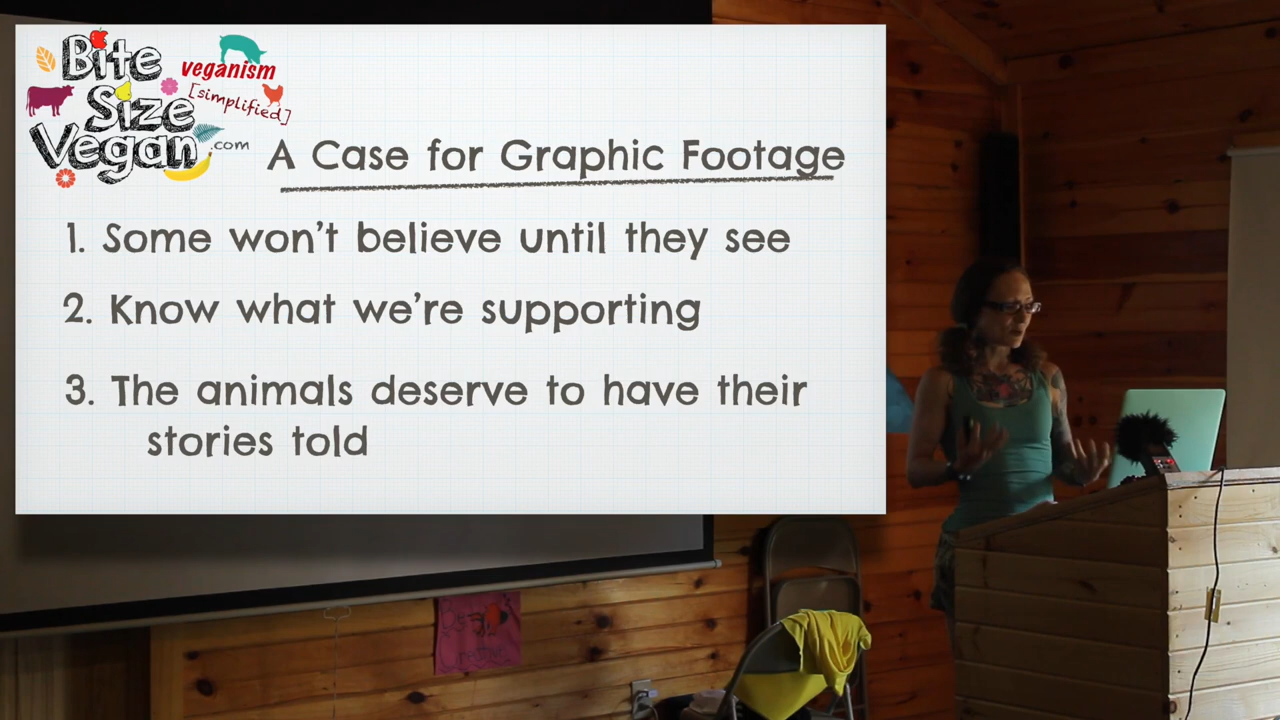 Bite
Size
Vegan
.com
veganism
[simplified]
A Case for Graphic Footage
1. Some won't believe until they see
2. Know what we're supporting
3. The animals deserve to have their
stories told